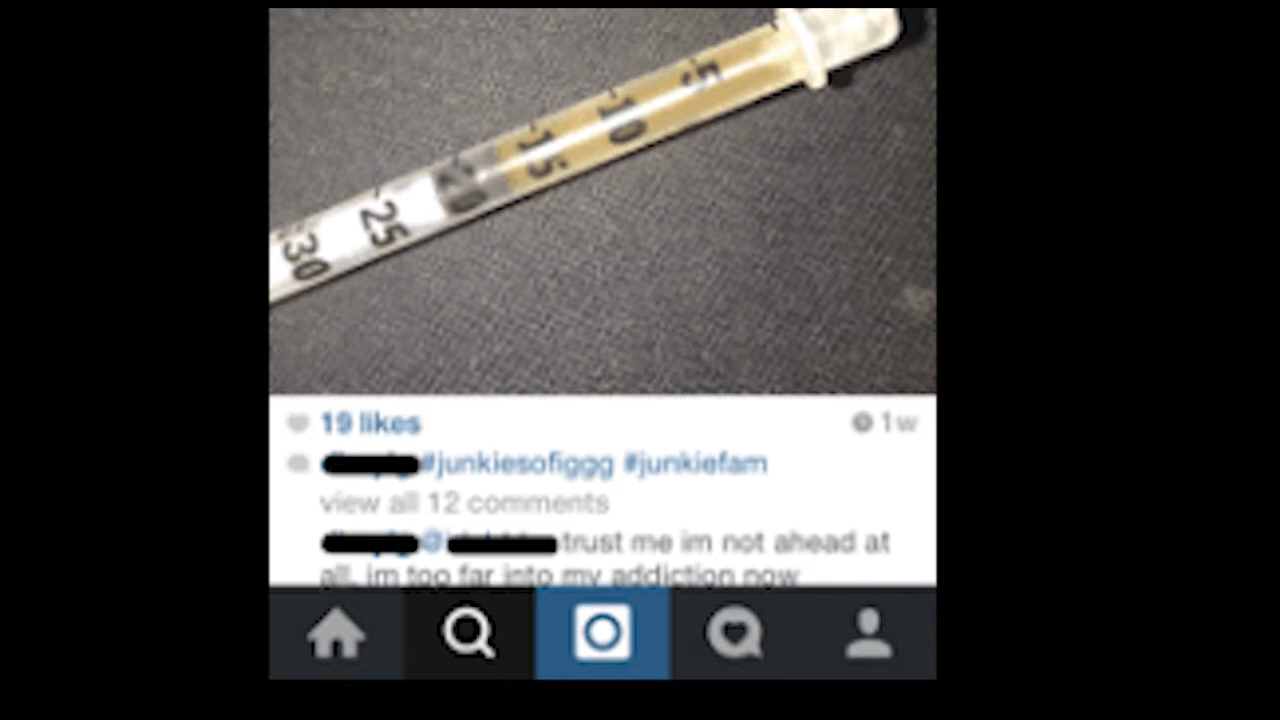 5
10
15
20
25
30
19 likes
1w
#junkiesofiggg #junkiefam
view all 12 comments
@ trust me im not ahead at
all, im too far into my addiction now